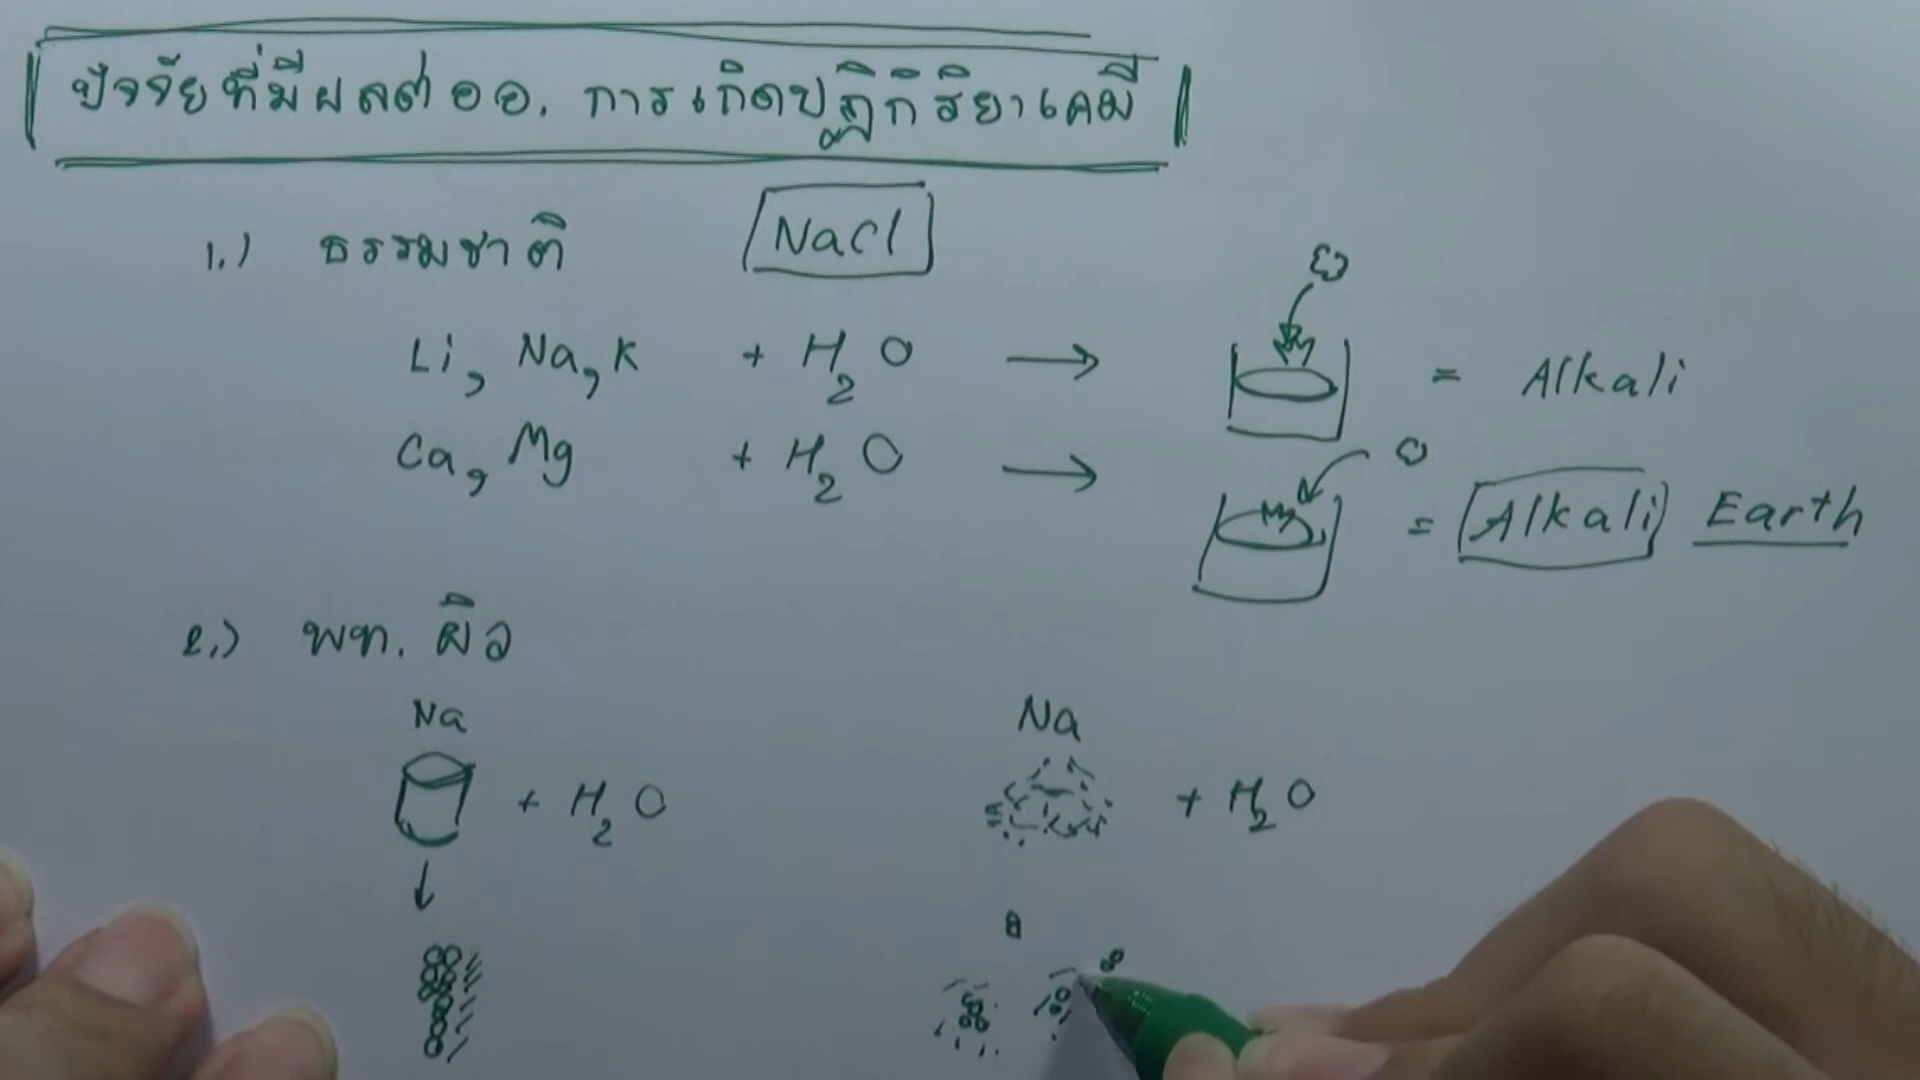 ปัจจัยที่มีผลต่ออ. การเกิดปฏิกิริยาเคมี
1.) ธรรมชาติ NaCl
Li, Na, K + H2O → = Alkali
Ca, Mg + H2O → = Alkali Earth
2.) พท. ผิว
Na Na
+ H2O + H2O